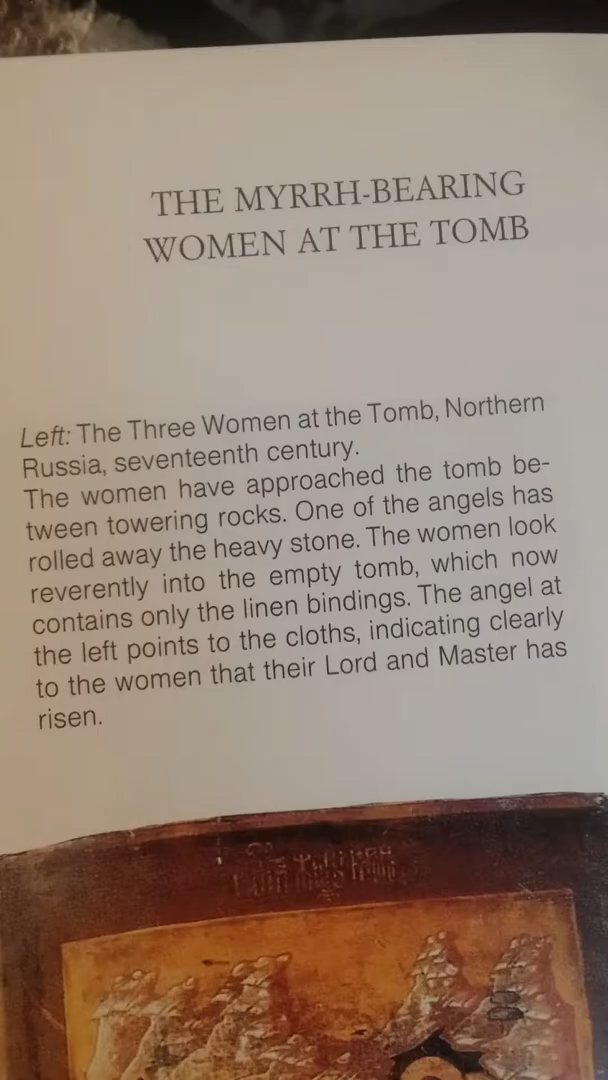 THE MYRRH-BEARING
WOMEN AT THE TOMB
Left: The Three Women at the Tomb, Northern
Russia, seventeenth century.
The women have approached the tomb be-
tween towering rocks. One of the angels has
rolled away the heavy stone. The women look
reverently into the empty tomb, which now
contains only the linen bindings. The angel at
the left points to the cloths, indicating clearly
to the women that their Lord and Master has
risen.